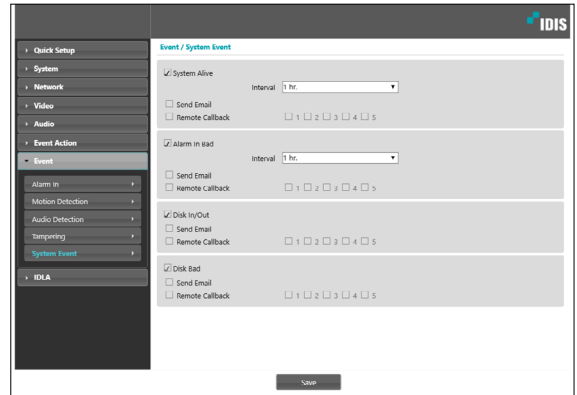 IDIS
Quick Setup
System
Network
Video
Audio
Event Action
Event
Alarm In
Motion Detection
Audio Detection
Tampering
System Event
IDLA
Event / System Event
System Alive
Interval 1 hr.
Send Email
Remote Callback 1 2 3 4 5
Alarm In Bad
Interval 1 hr.
Send Email
Remote Callback 1 2 3 4 5
Disk In/Out
Send Email
Remote Callback 1 2 3 4 5
Disk Bad
Send Email
Remote Callback 1 2 3 4 5
Save